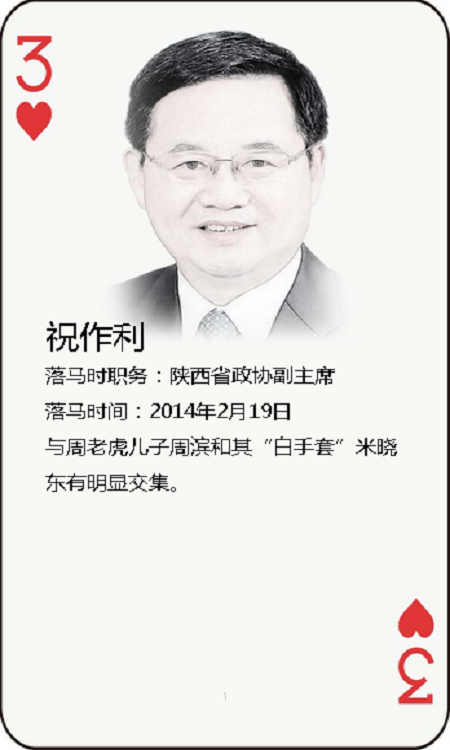 3
祝作利
落马时职务：陕西省政协副主席
落马时间：2014年2月19日
与周老虎儿子周滨和其“白手套”米晓
东有明显交集。
3